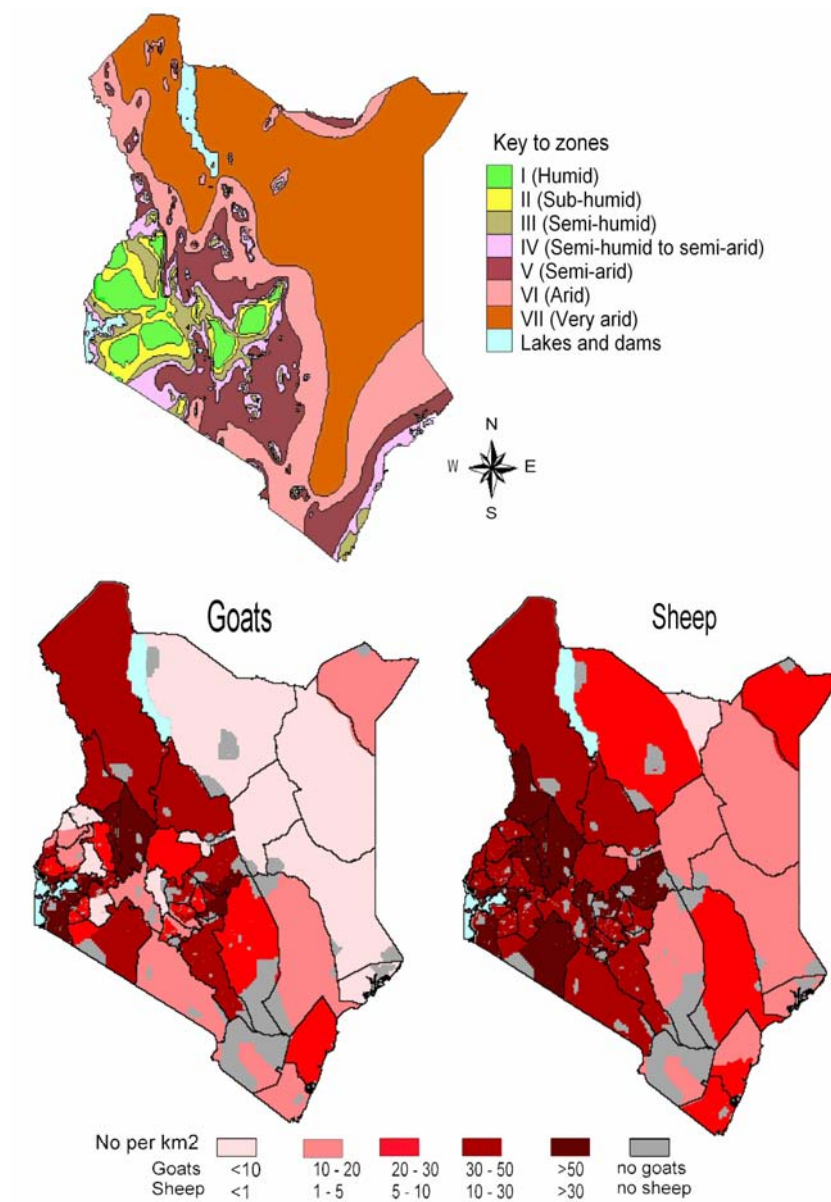 Key to zones
I (Humid)
II (Sub-humid)
III (Semi-humid)
IV (Semi-humid to semi-arid)
V (Semi-arid)
VI (Arid)
VII (Very arid)
Lakes and dams
N
W E
S
Goats
Sheep
No per km2
Goats <10 10 - 20 20 - 30 30 - 50 >50 no goats
Sheep <1 1 - 5 5 - 10 10 - 30 >30 no sheep